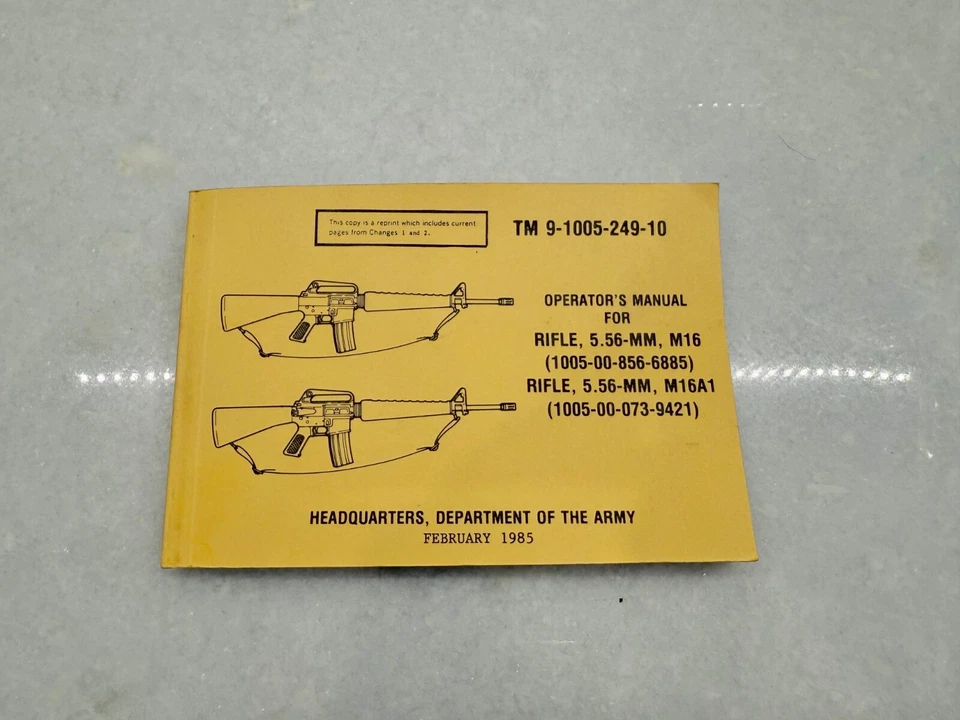 This copy is a reprint which includes current
pages from Changes 1 and 2.
TM 9-1005-249-10
OPERATOR'S MANUAL
FOR
RIFLE, 5.56-MM, M16
(1005-00-856-6885)
RIFLE, 5.56-MM, M16A1
(1005-00-073-9421)
HEADQUARTERS, DEPARTMENT OF THE ARMY
FEBRUARY 1985